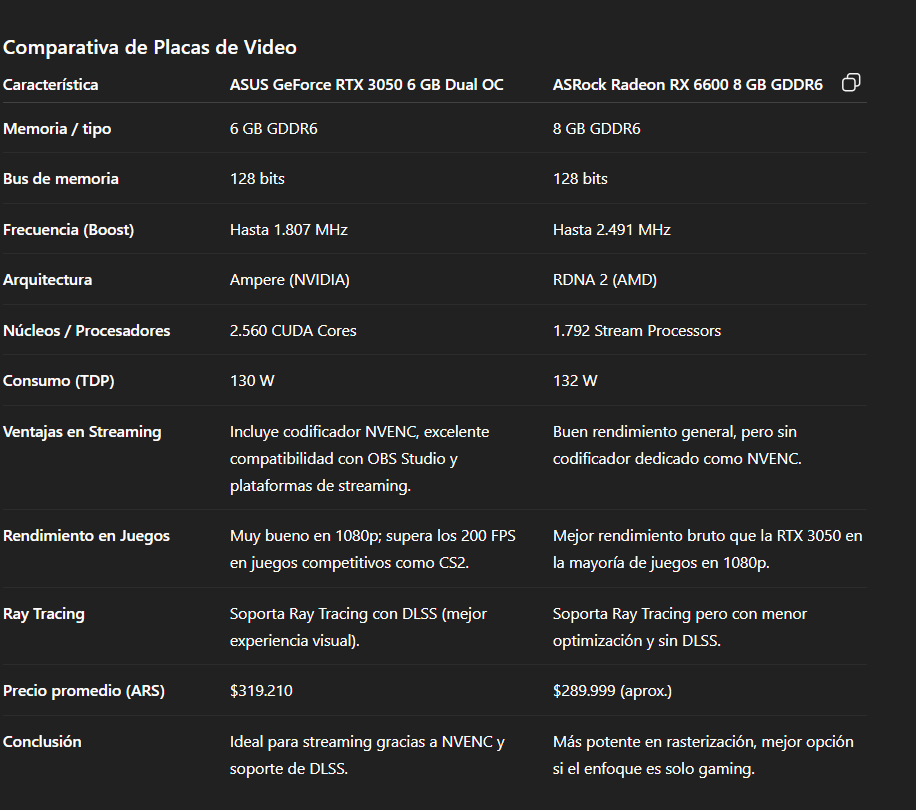 Comparativa de Placas de Video
Característica ASUS GeForce RTX 3050 6 GB Dual OC ASRock Radeon RX 6600 8 GB GDDR6
Memoria / tipo 6 GB GDDR6 8 GB GDDR6
Bus de memoria 128 bits 128 bits
Frecuencia (Boost) Hasta 1.807 MHz Hasta 2.491 MHz
Arquitectura Ampere (NVIDIA) RDNA 2 (AMD)
Núcleos / Procesadores 2.560 CUDA Cores 1.792 Stream Processors
Consumo (TDP) 130 W 132 W
Ventajas en Streaming Incluye codificador NVENC, excelente Buen rendimiento general, pero sin
compatibilidad con OBS Studio y codificador dedicado como NVENC.
plataformas de streaming.
Rendimiento en Juegos Muy bueno en 1080p; supera los 200 FPS Mejor rendimiento bruto que la RTX 3050 en
en juegos competitivos como CS2. la mayoría de juegos en 1080p.
Ray Tracing Soporta Ray Tracing con DLSS (mejor Soporta Ray Tracing pero con menor
experiencia visual). optimización y sin DLSS.
Precio promedio (ARS) $319.210 $289.999 (aprox.)
Conclusión Ideal para streaming gracias a NVENC y Más potente en rasterización, mejor opción
soporte de DLSS. si el enfoque es solo gaming.